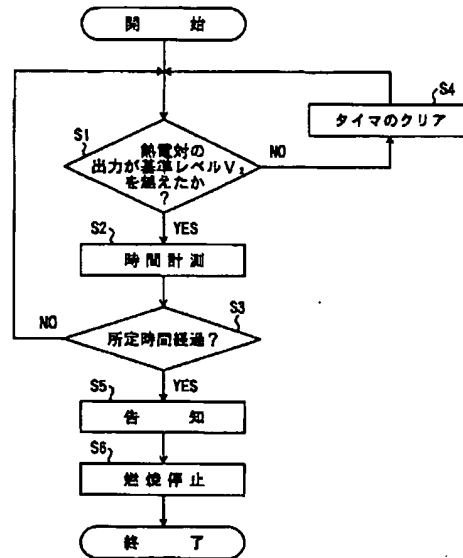 開 始
S4
タイマのクリア
S1
熱電対の
出力が基準レベルV₂
を越えたか
?
NO
YES
S2
時間計測
NO
S3
所定時間経過?
YES
S5
告 知
S6
燃焼停止
終 了